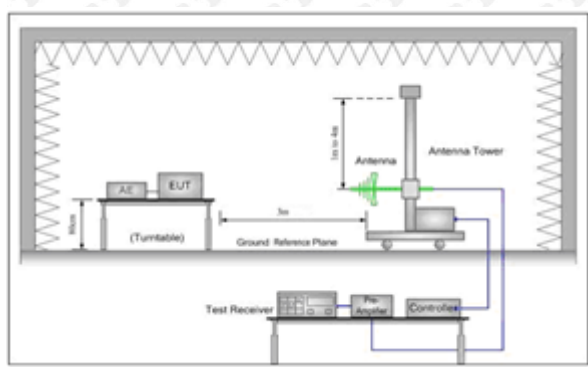 1m to 4m
Antenna
Antenna Tower
AE
EUT
80cm
3m
(Turntable)
Ground Reference Plane
Test Receiver
Pre-
Amplifier
Controller